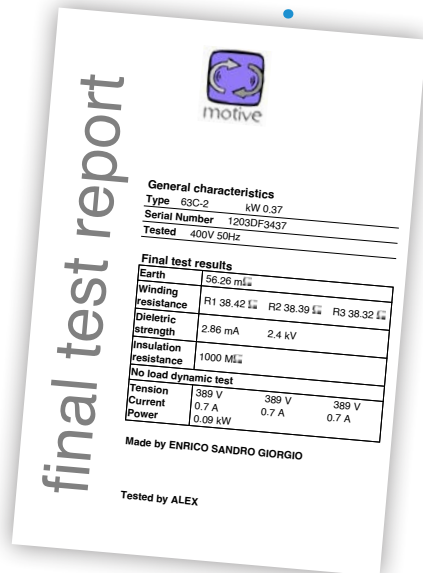 final test report
motive
General characteristics
Type 63C-2 kW 0.37
Serial Number 1203DF3437
Tested 400V 50Hz
Final test results
Earth 56.26 m
Winding resistance R1 38.42 R2 38.39 R3 38.32
Dieletric strength 2.86 mA 2.4 kV
Insulation resistance 1000 M
No load dynamic test
Tension 389 V 389 V 389 V
Current 0.7 A 0.7 A 0.7 A
Power 0.09 kW
Made by ENRICO SANDRO GIORGIO
Tested by ALEX